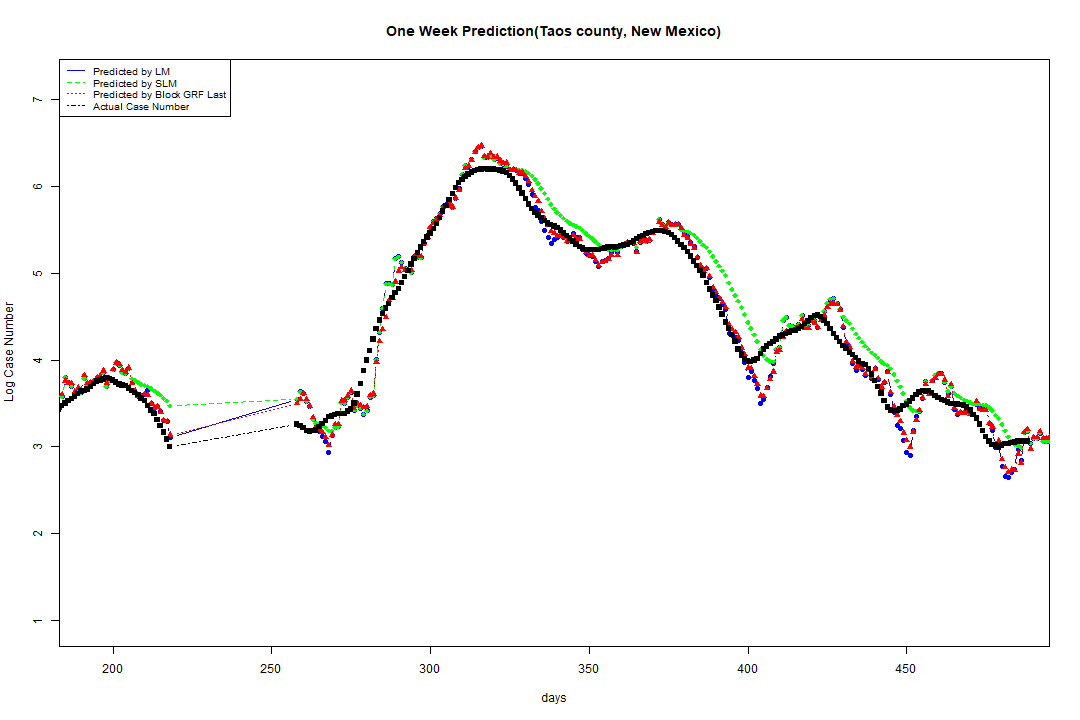 One Week Prediction(Taos county, New Mexico)
Predicted by LM
Predicted by SLM
Predicted by Block GRF Last
Actual Case Number
7
6
5
4
3
2
1
Log Case Number
200 250 300 350 400 450
days